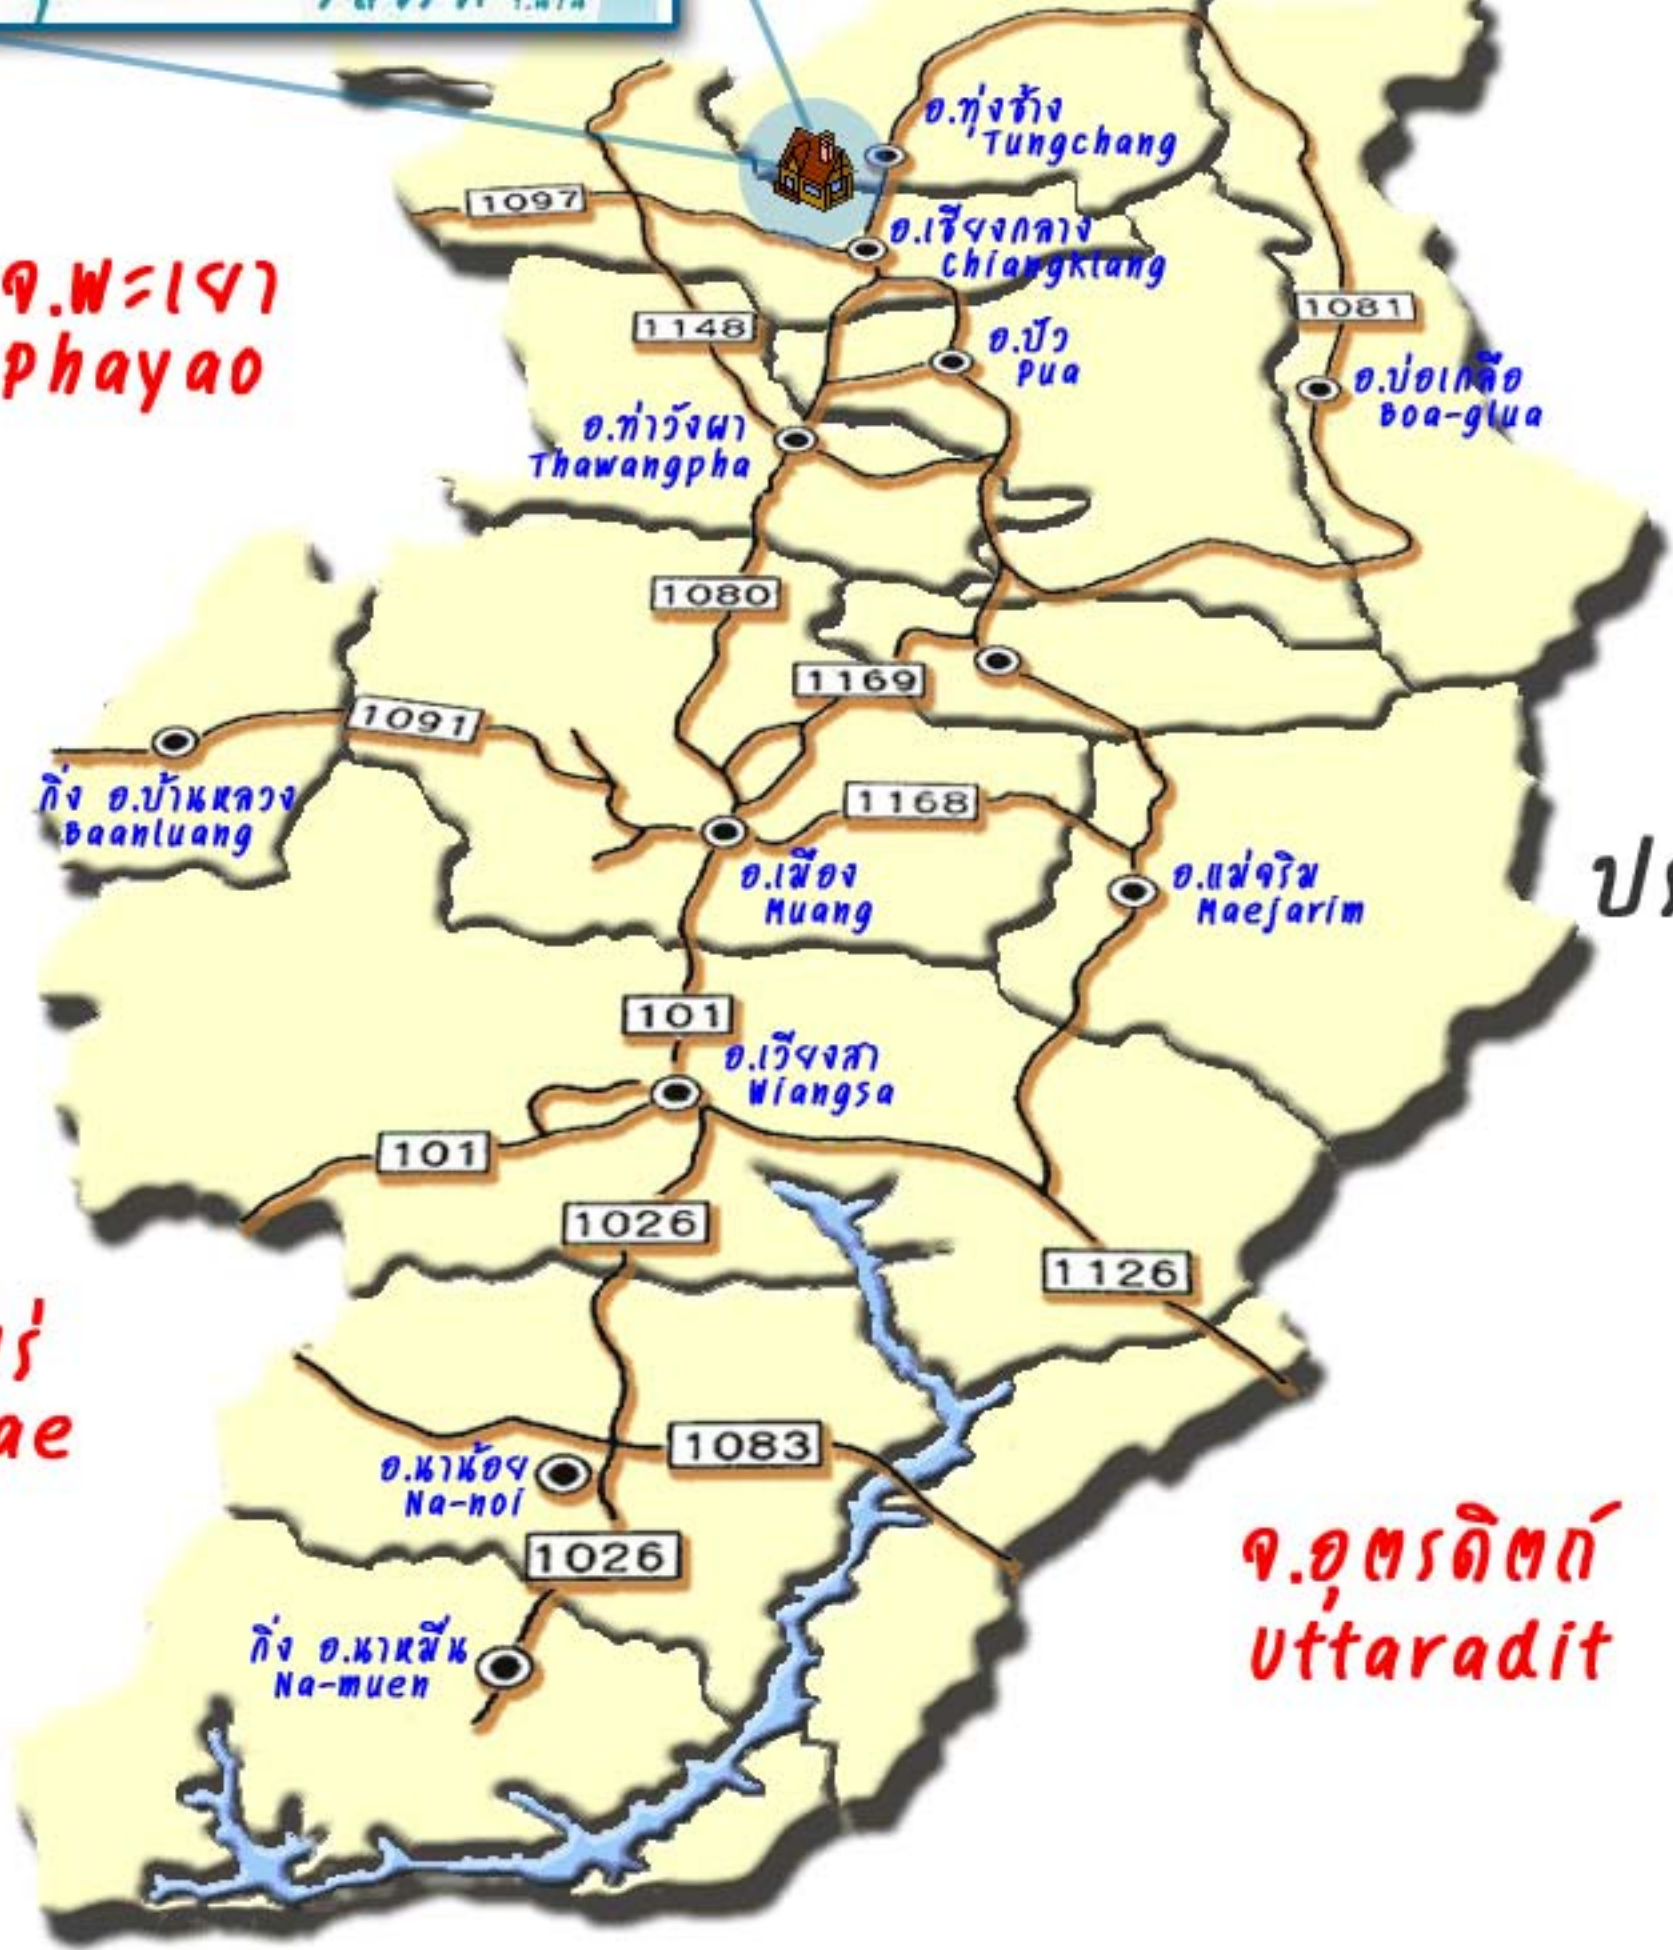 อ.ทุ่งช้าง
Tungchang
1097
อ.เชียงกลาง
Chiangklang
จ.พะเยา
Phayao
1148
1081
อ.ปัว
Pua
อ.บ่อเกลือ
Boa-glua
อ.ท่าวังผา
Thawangpha
1080
1169
1091
กิ่ง อ.บ้านหลวง
Baanluang
1168
อ.เมือง
Muang
อ.แม่จริม
Maejarim
101
อ.เวียงสา
Wiangsa
101
1026
1126
1083
อ.นาน้อย
Na-noi
1026
จ.อุตรดิตถ์
Uttaradit
กิ่ง อ.นาหมื่น
Na-muen